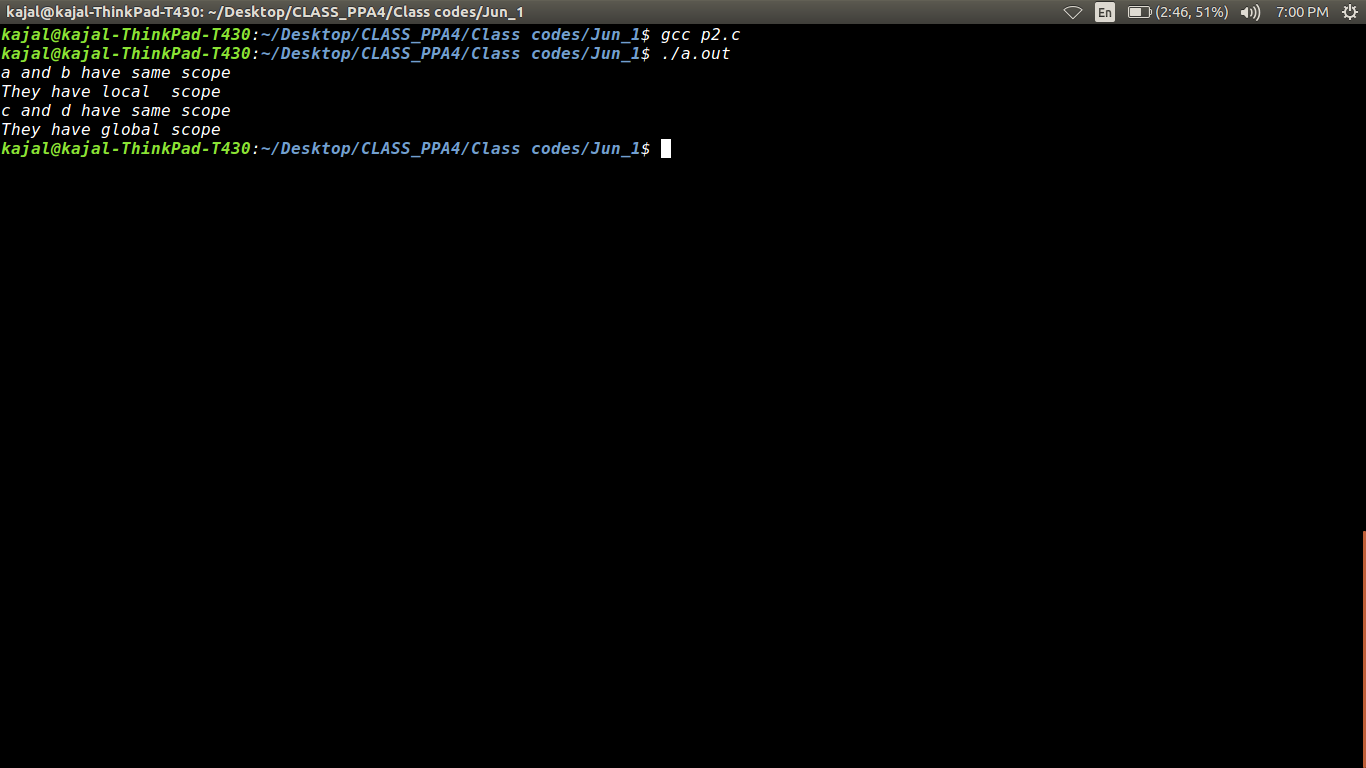 kajal@kajal-ThinkPad-T430: ~/Desktop/CLASS_PPA4/Class codes/Jun_1 En (2:46, 51%) 7:00 PM
kajal@kajal-ThinkPad-T430:~/Desktop/CLASS_PPA4/Class codes/Jun_1$ gcc p2.c
kajal@kajal-ThinkPad-T430:~/Desktop/CLASS_PPA4/Class codes/Jun_1$ ./a.out
a and b have same scope
They have local  scope
c and d have same scope
They have global scope
kajal@kajal-ThinkPad-T430:~/Desktop/CLASS_PPA4/Class codes/Jun_1$